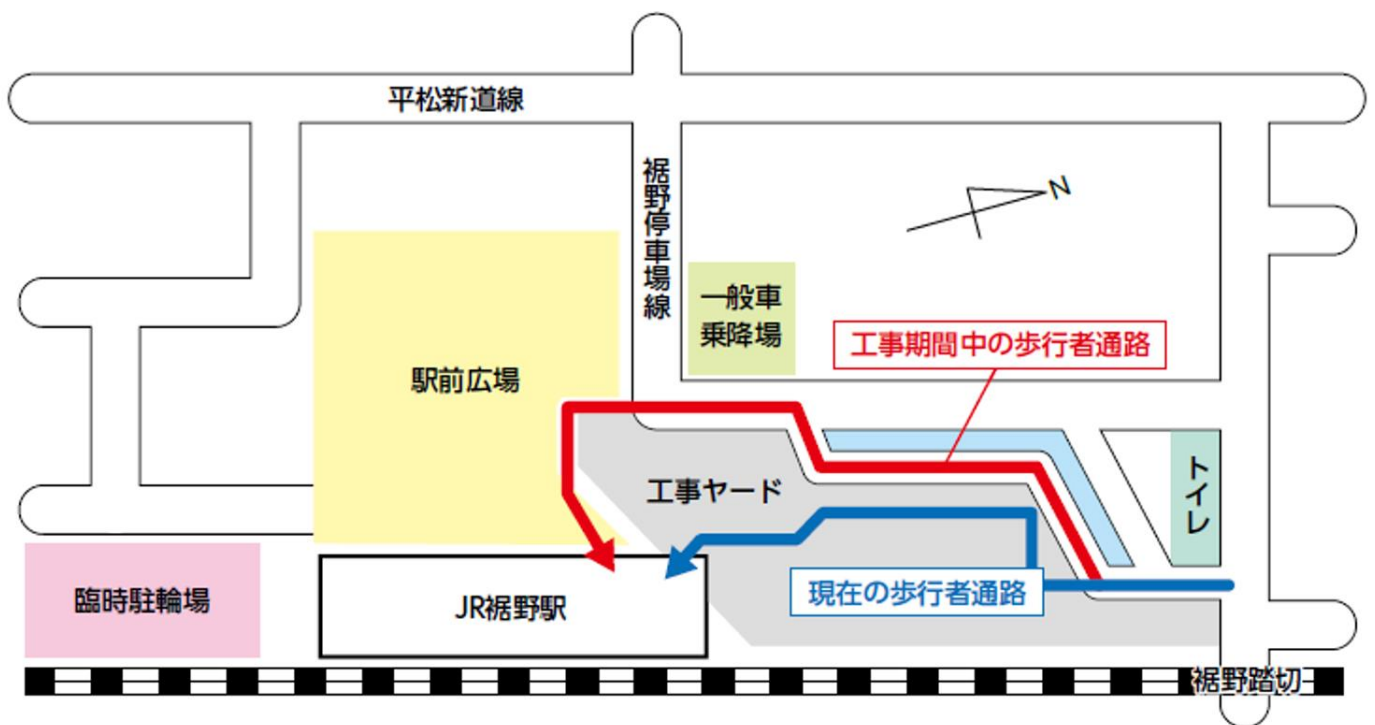 平松新道線
裾野停車場線
N
一般車
乗降場
工事期間中の歩行者通路
駅前広場
工事ヤード
トイレ
現在の歩行者通路
臨時駐輪場
JR裾野駅
裾野踏切